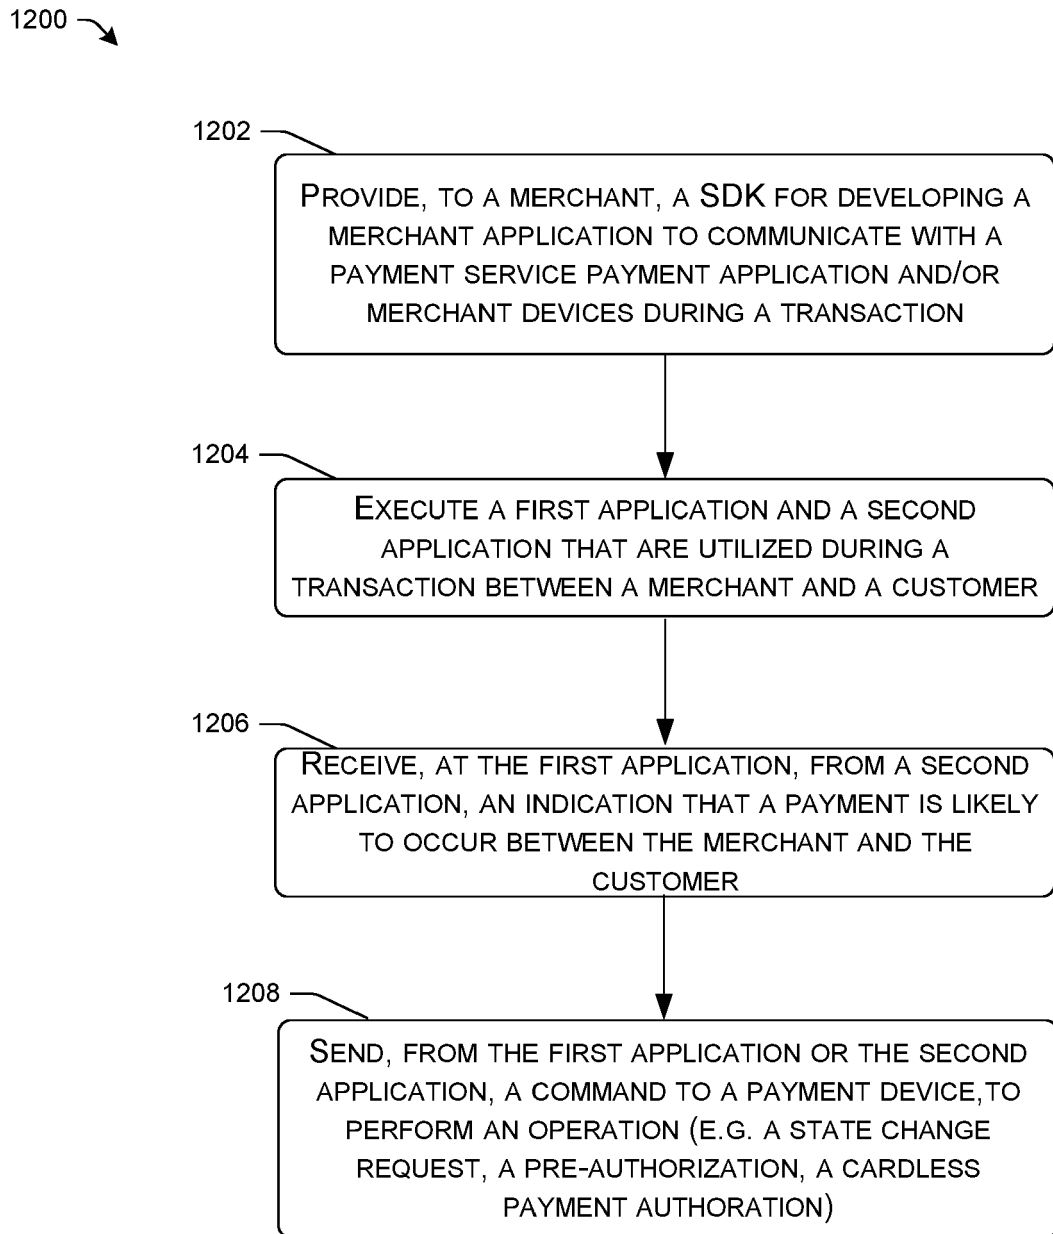 1200
1202
PROVIDE, TO A MERCHANT, A SDK FOR DEVELOPING A
MERCHANT APPLICATION TO COMMUNICATE WITH A
PAYMENT SERVICE PAYMENT APPLICATION AND/OR
MERCHANT DEVICES DURING A TRANSACTION
1204
EXECUTE A FIRST APPLICATION AND A SECOND
APPLICATION THAT ARE UTILIZED DURING A
TRANSACTION BETWEEN A MERCHANT AND A CUSTOMER
1206
RECEIVE, AT THE FIRST APPLICATION, FROM A SECOND
APPLICATION, AN INDICATION THAT A PAYMENT IS LIKELY
TO OCCUR BETWEEN THE MERCHANT AND THE
CUSTOMER
1208
SEND, FROM THE FIRST APPLICATION OR THE SECOND
APPLICATION, A COMMAND TO A PAYMENT DEVICE,TO
PERFORM AN OPERATION (E.G. A STATE CHANGE
REQUEST, A PRE-AUTHORIZATION, A CARDLESS
PAYMENT AUTHORATION)